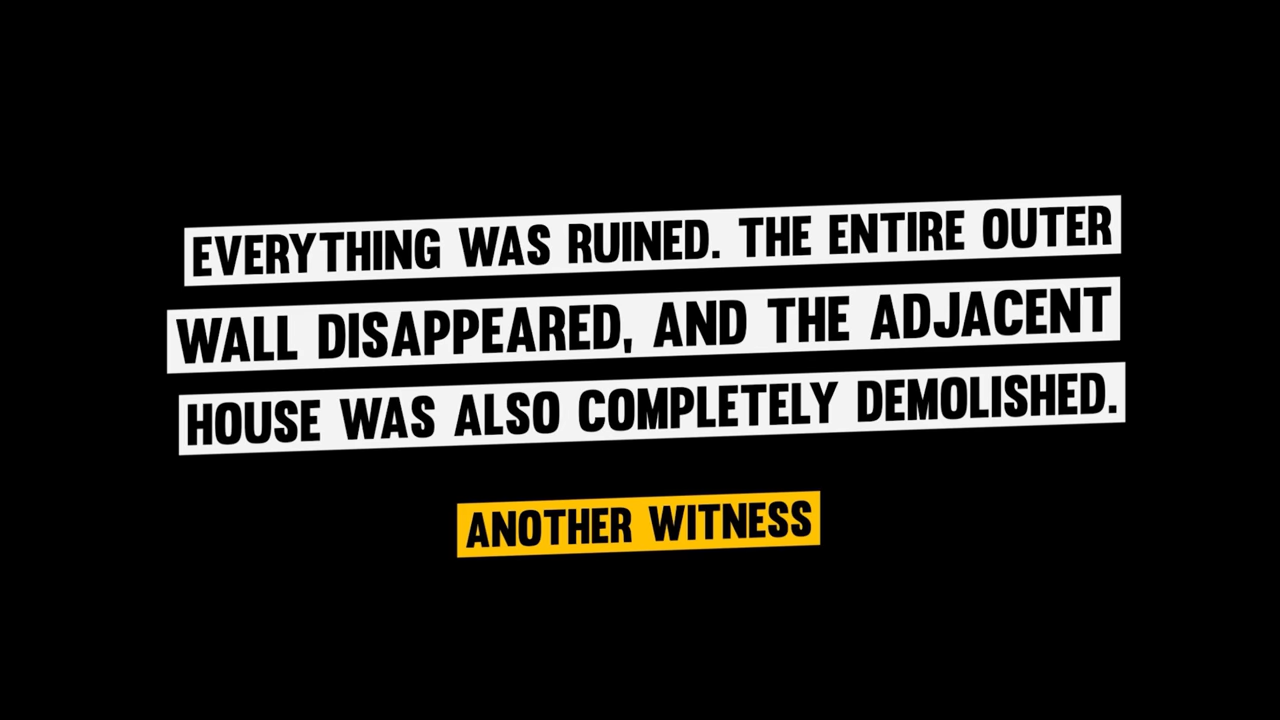 EVERYTHING WAS RUINED. THE ENTIRE OUTER
WALL DISAPPEARED, AND THE ADJACENT
HOUSE WAS ALSO COMPLETELY DEMOLISHED.
ANOTHER WITNESS